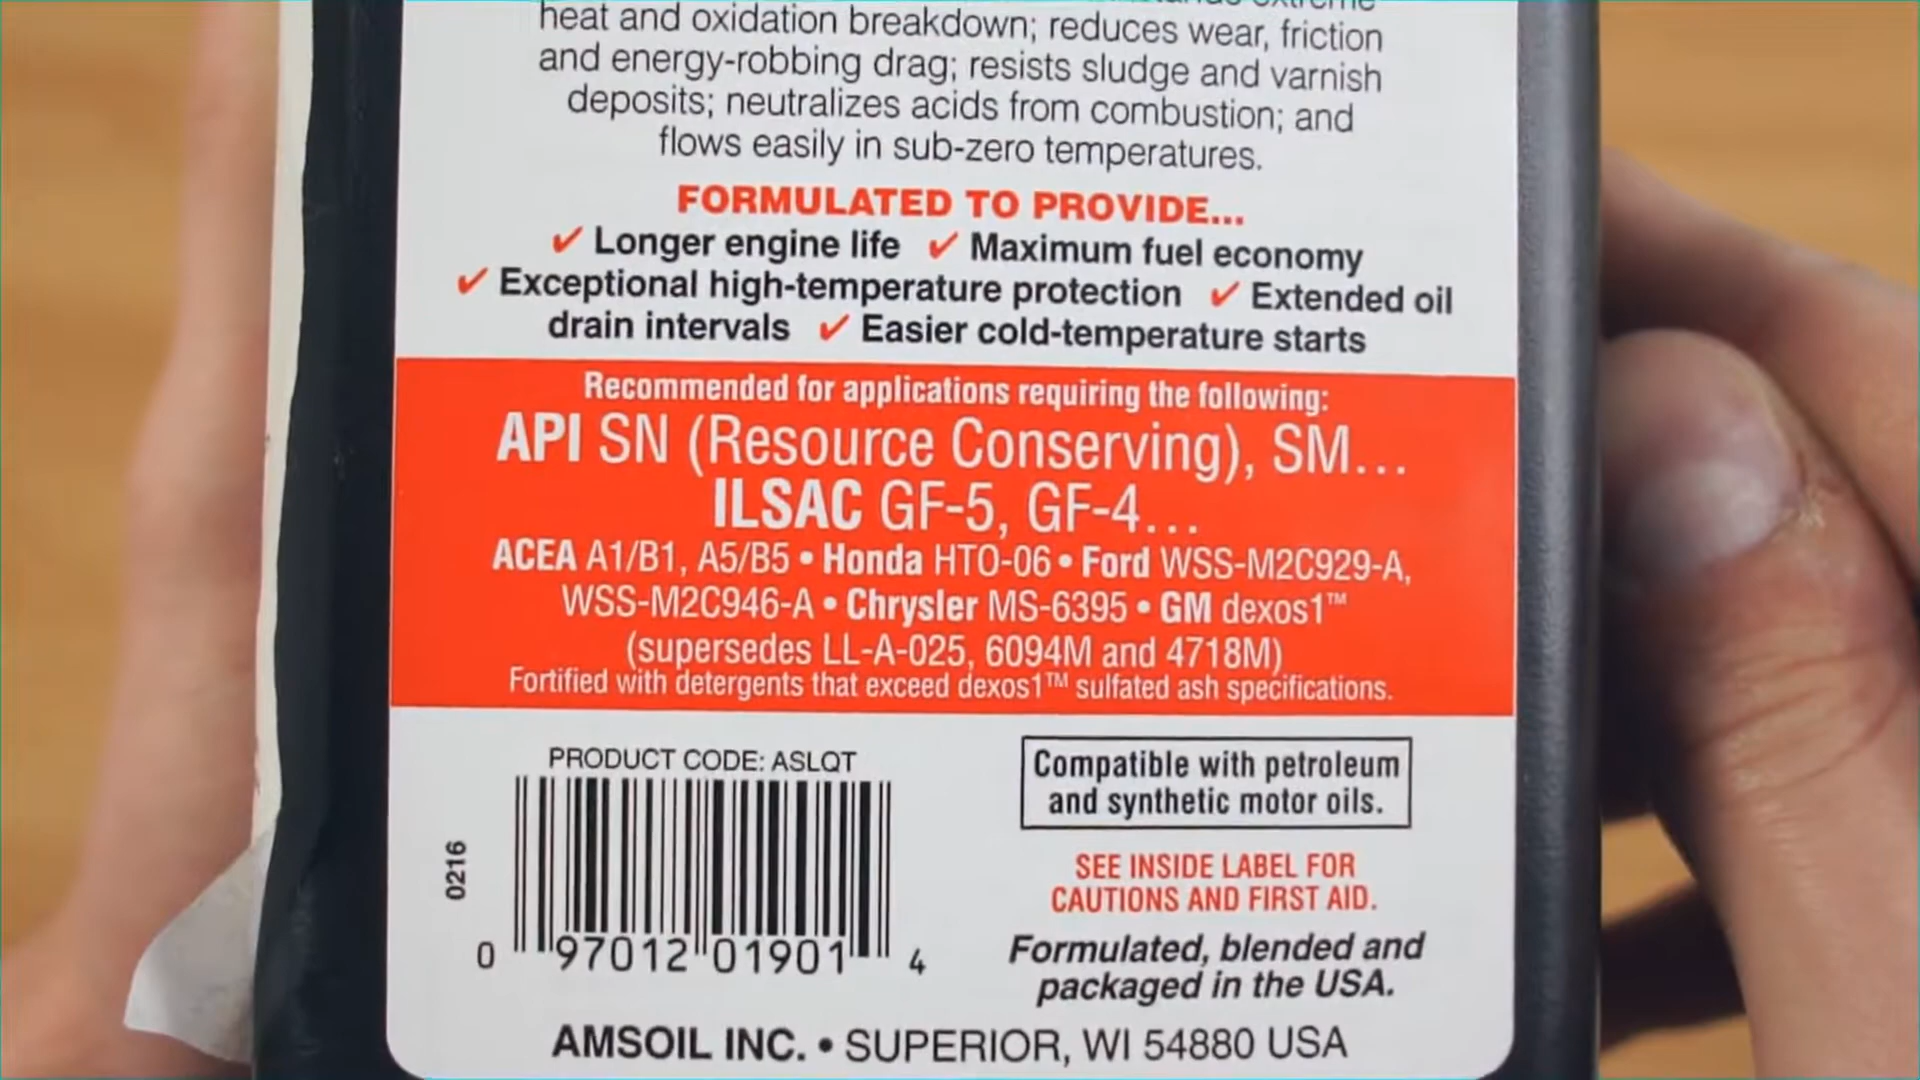 heat and oxidation breakdown; reduces wear, friction
and energy-robbing drag; resists sludge and varnish
deposits; neutralizes acids from combustion; and
flows easily in sub-zero temperatures.
FORMULATED TO PROVIDE...
✓ Longer engine life ✓ Maximum fuel economy
✓ Exceptional high-temperature protection ✓ Extended oil
drain intervals ✓ Easier cold-temperature starts
Recommended for applications requiring the following:
API SN (Resource Conserving), SM...
ILSAC GF-5, GF-4...
ACEA A1/B1, A5/B5 • Honda HTO-06 • Ford WSS-M2C929-A,
WSS-M2C946-A • Chrysler MS-6395 • GM dexos1™
(supersedes LL-A-025, 6094M and 4718M)
Fortified with detergents that exceed dexos1™ sulfated ash specifications.
PRODUCT CODE: ASLQT
0216
0 97012 01901 4
Compatible with petroleum
and synthetic motor oils.
SEE INSIDE LABEL FOR
CAUTIONS AND FIRST AID.
Formulated, blended and
packaged in the USA.
AMSOIL INC. • SUPERIOR, WI 54880 USA